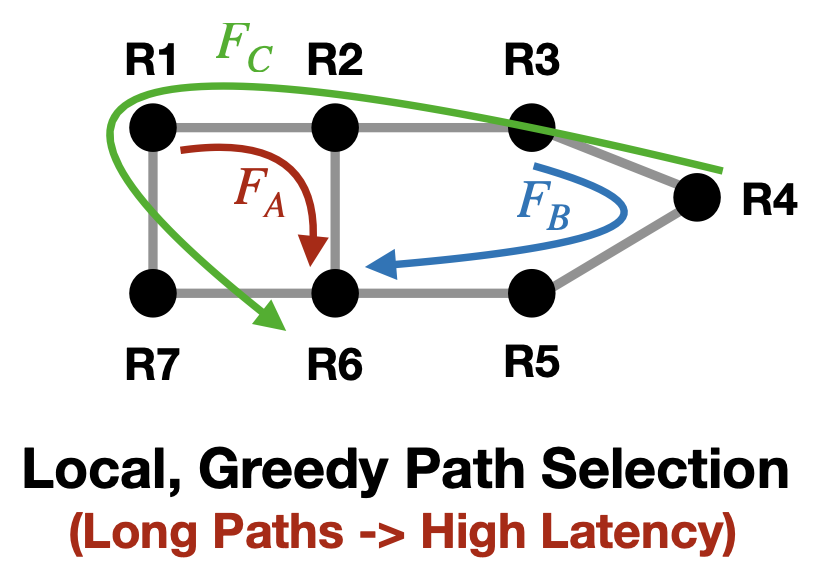 F_C
R1 R2 R3
F_A
F_B
R4
R7 R6 R5
Local, Greedy Path Selection
(Long Paths -> High Latency)